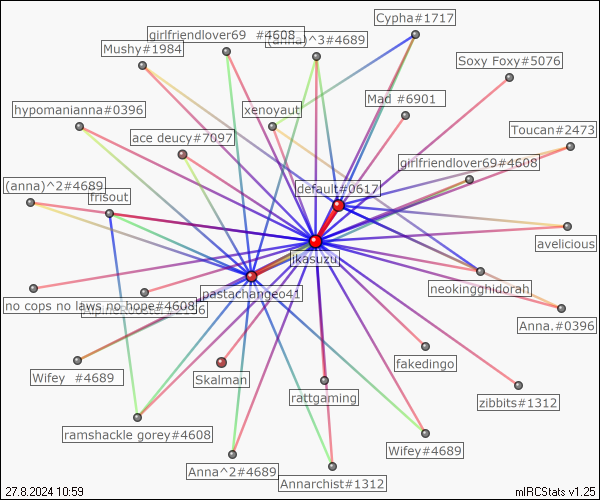 Cypha#1717
girlfriendlover69 #4608
(anna)^3#4689
Mushy#1984
Soxy Foxy#5076
Mad #6901
hypomanianna#0396
xenoyaut
ace deucy#7097
Toucan#2473
girlfriendlover69#4608
(anna)^2#4689
default#0617
frisout
avelicious
ikasuzu
neokingghidorah
pastachangeo41
no cops no laws no hope#4608
Anna.#0396
fakedingo
Wifey #4689
Skalman
rattgaming
zibbits#1312
ramshackle gorey#4608
Wifey#4689
Anna^2#4689
Annarchist#1312
27.8.2024 10:59
mIRCStats v1.25